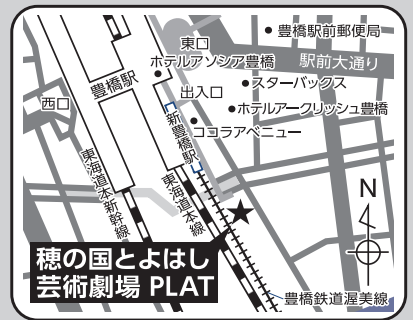 豊橋駅前郵便局
東口
ホテルアソシア豊橋
駅前大通り
豊橋駅
スターバックス
出入口
西口
ホテルアークリッシュ豊橋
新豊橋駅
ココラアベニュー
東海道本新幹線
東海道本線
N
穂の国とよはし
芸術劇場 PLAT
豊橋鉄道渥美線